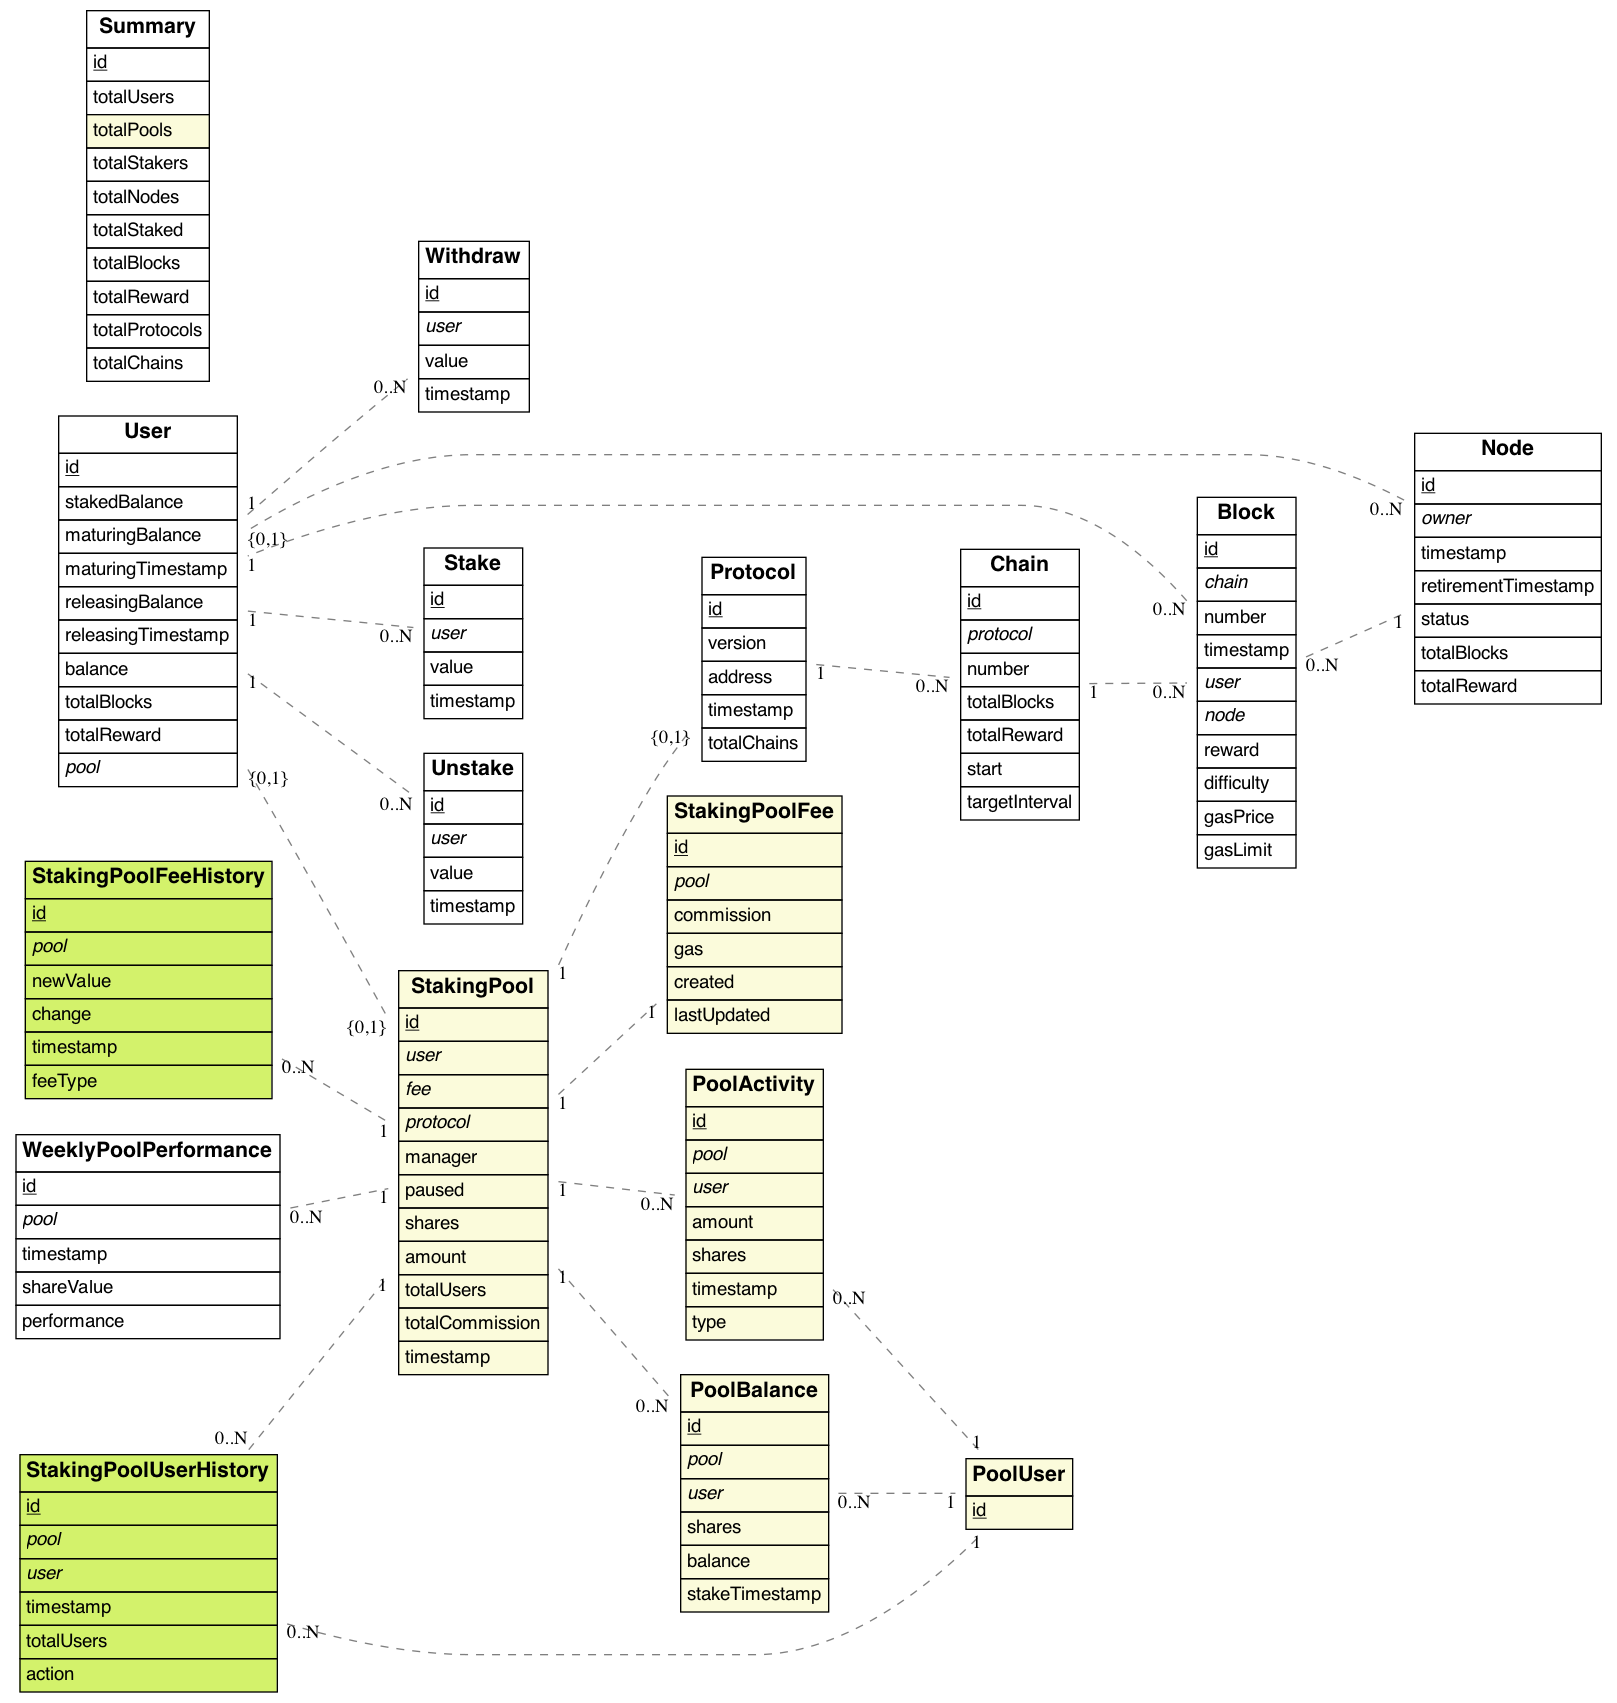 Summary
id
totalUsers
totalPools
totalStakers
totalNodes
totalStaked
totalBlocks
totalReward
totalProtocols
totalChains
Withdraw
id
user
value
timestamp
0..N
User
id
stakedBalance
maturingBalance
maturingTimestamp
releasingBalance
releasingTimestamp
balance
totalBlocks
totalReward
pool
1
{0,1}
1
1
1
{0,1}
Node
id
owner
timestamp
retirementTimestamp
status
totalBlocks
totalReward
0..N
1
Block
id
chain
number
timestamp
user
node
reward
difficulty
gasPrice
gasLimit
0..N
0..N
0..N
Stake
id
user
value
timestamp
0..N
Protocol
id
version
address
timestamp
totalChains
1
{0,1}
Chain
id
protocol
number
totalBlocks
totalReward
start
targetInterval
0..N
1
Unstake
id
user
value
timestamp
0..N
StakingPoolFee
id
pool
commission
gas
created
lastUpdated
1
StakingPoolFeeHistory
id
pool
newValue
change
timestamp
feeType
0..N
StakingPool
id
user
fee
protocol
manager
paused
shares
amount
totalUsers
totalCommission
timestamp
{0,1}
1
1
1
1
1
1
1
PoolActivity
id
pool
user
amount
shares
timestamp
type
0..N
0..N
WeeklyPoolPerformance
id
pool
timestamp
shareValue
performance
0..N
PoolBalance
id
pool
user
shares
balance
stakeTimestamp
0..N
0..N
PoolUser
id
1
1
1
StakingPoolUserHistory
id
pool
user
timestamp
totalUsers
action
0..N
0..N